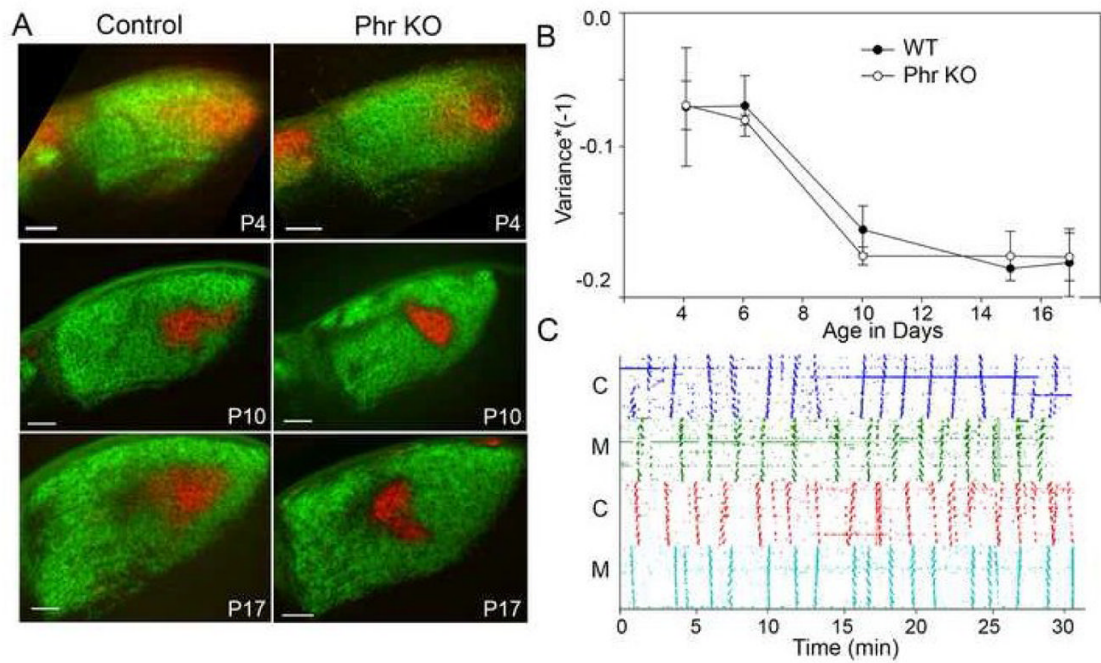 A
Control
Phr KO
P4
P4
P10
P10
P17
P17
B
0.0
-0.1
-0.2
Variance*(-1)
WT
Phr KO
4 6 8 10 12 14 16
Age in Days
C
C
M
C
M
0 5 10 15 20 25 30
Time (min)